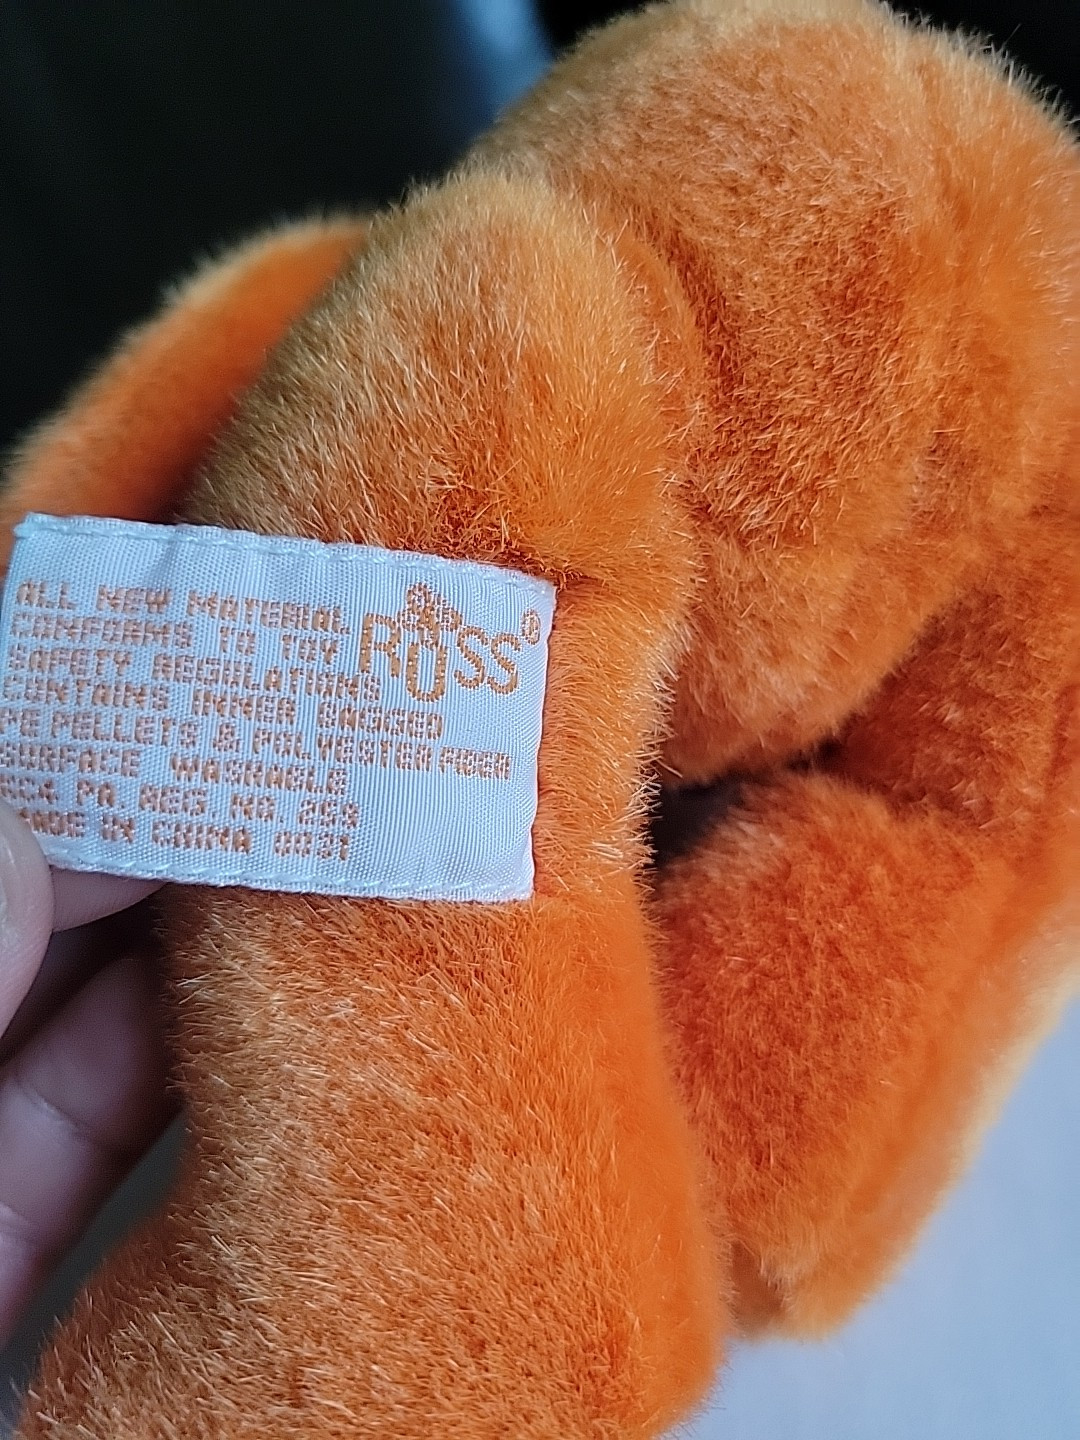 ALL NEW MATERIAL
CONFORMS TO TOY
SAFETY REGULATIONS
CONTAINS INNER BAGGED
PE PELLETS & POLYESTER FIBER
SURFACE WASHABLE
PA. REG. NO. 259
MADE IN CHINA
RUSS®